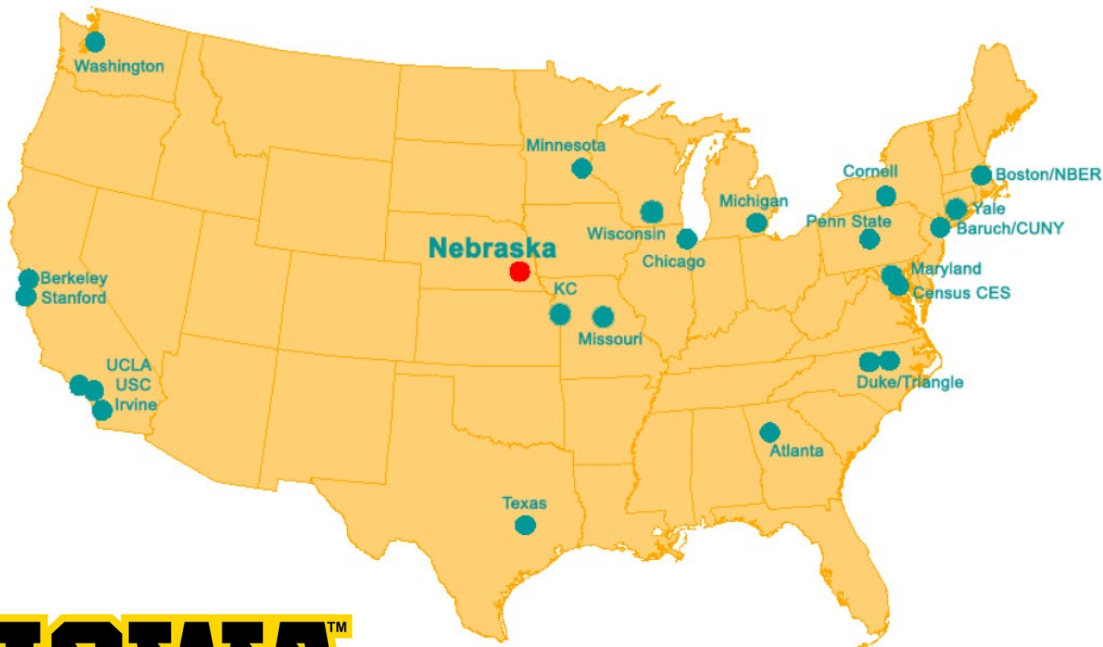 Washington
Minnesota
Cornell
Boston/NBER
Michigan
Yale
Penn State
Baruch/CUNY
Wisconsin
Nebraska
Chicago
Maryland
Berkeley
Census CES
Stanford
KC
Missouri
UCLA
USC
Irvine
Duke/Triangle
Atlanta
Texas
IOWA™